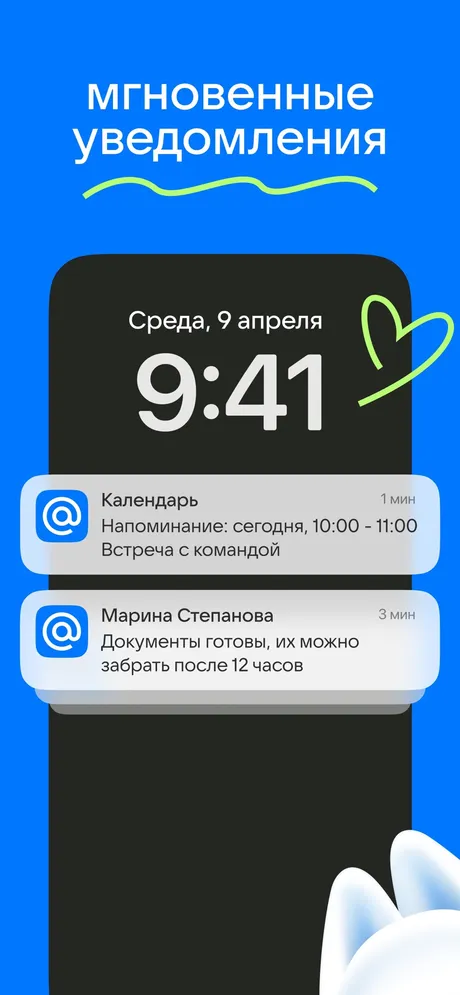 мгновенные
уведомления
Среда, 9 апреля
9:41
Календарь
1 мин
Напоминание: сегодня, 10:00 - 11:00
Встреча с командой
Марина Степанова
3 мин
Документы готовы, их можно
забрать после 12 часов